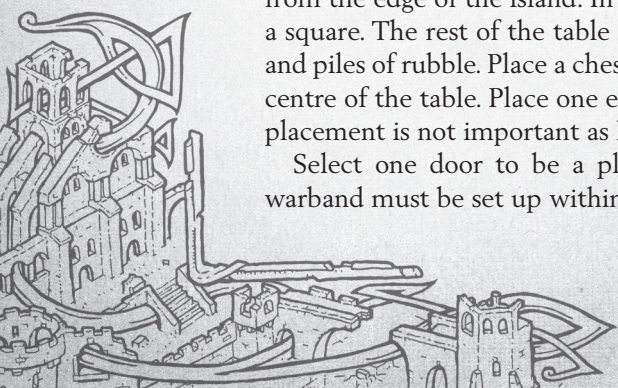 from the edge of the island. In
a square. The rest of the table
and piles of rubble. Place a ches
centre of the table. Place one e
placement is not important as
Select one door to be a pl
warband must be set up within